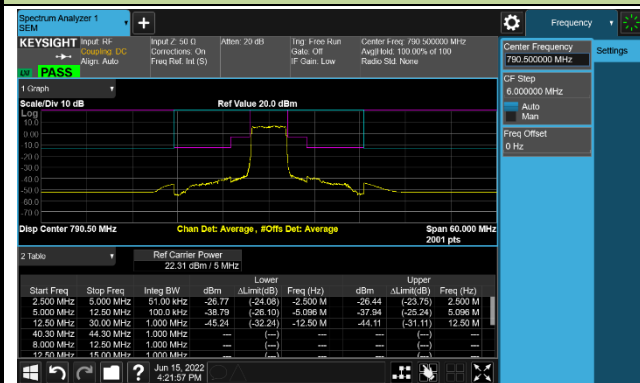 Spectrum Analyzer 1
SEM
Frequency
KEYSIGHT
Input: RF
Coupling: DC
Align: Auto
Input Z: 50 Ω
Corrections: On
Freq Ref: Int (S)
Atten: 20 dB
Trig: Free Run
Gate: Off
IF Gain: Low
Center Freq: 790.500000 MHz
Avg|Hold: 100.00% of 100
Radio Std: None
PASS
Center Frequency
790.500000 MHz
Settings
CF Step
6.000000 MHz
Auto
Man
Freq Offset
0 Hz
1 Graph
Scale/Div 10 dB
Ref Value 20.0 dBm
Log
10.0
0.00
-10.0
-20.0
-30.0
-40.0
-50.0
-60.0
-70.0
Disp Center 790.50 MHz
Chan Det: Average, #Offs Det: Average
Span 60.000 MHz
2001 pts
2 Table
Ref Carrier Power
22.31 dBm / 5 MHz
Lower Upper
Start Freq Stop Freq Integ BW dBm ΔLimit(dB) Freq (Hz) dBm ΔLimit(dB) Freq (Hz)
2.500 MHz 5.000 MHz 51.00 kHz -26.77 (-24.08) -2.500 M -26.44 (-23.75) 2.500 M
5.000 MHz 12.50 MHz 100.0 kHz -38.79 (-26.10) -5.096 M -37.94 (-25.24) 5.096 M
12.50 MHz 30.00 MHz 1.000 MHz -45.24 (-32.24) -12.50 M -44.11 (-31.11) 12.50 M
40.30 MHz 44.30 MHz 1.000 MHz --- (---) --- --- (---) ---
8.000 MHz 12.50 MHz 1.000 MHz --- (---) --- --- (---) ---
12.50 MHz 15.00 MHz 1.000 MHz --- (---) --- --- (---) ---
Jun 15, 2022
4:21:57 PM